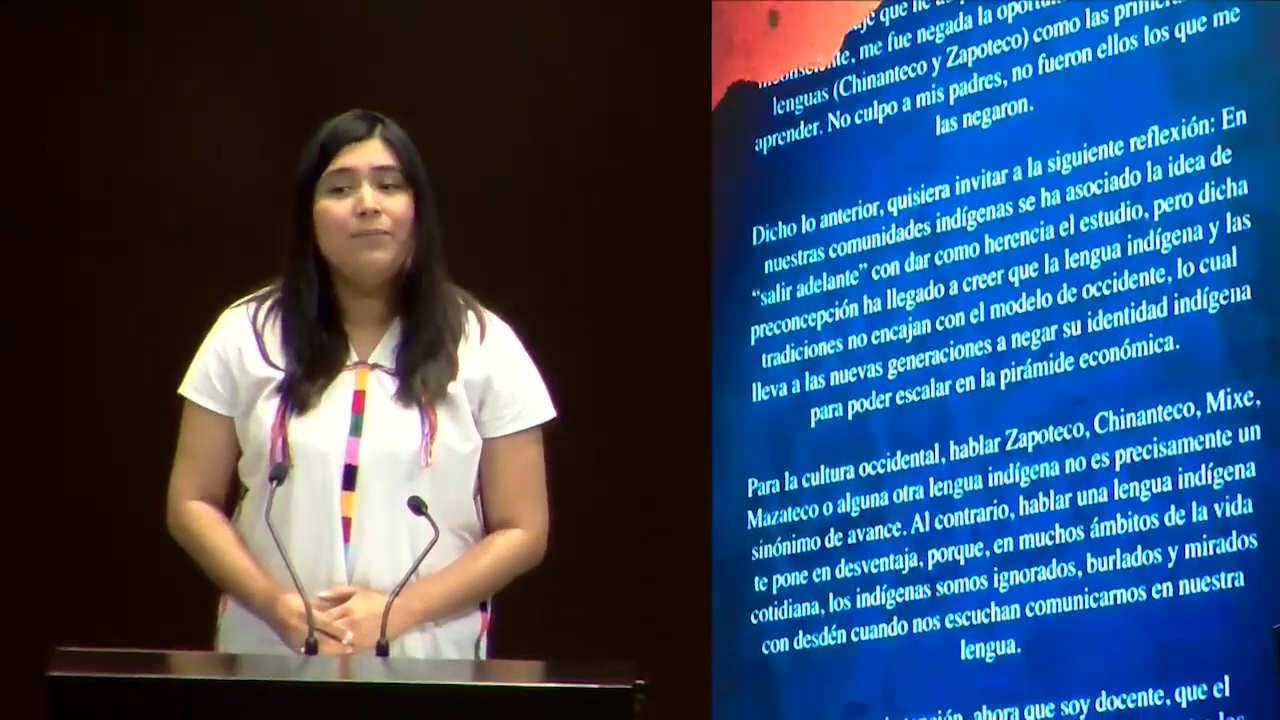 que he
me fue negada la
lenguas (Chinanteco y Zapoteco) como las
aprender. No culpo a mis padres, no fueron ellos los que me
las negaron.
Dicho lo anterior, quisiera invitar a la siguiente reflexión: En
nuestras comunidades indígenas se ha asociado la idea de
“salir adelante” con dar como herencia el estudio, pero dicha
preconcepción ha llegado a creer que la lengua indígena y las
tradiciones no encajan con el modelo de occidente, lo cual
lleva a las nuevas generaciones a negar su identidad indígena
para poder escalar en la pirámide económica.
Para la cultura occidental, hablar Zapoteco, Chinanteco, Mixe,
Mazateco o alguna otra lengua indígena no es precisamente un
sinónimo de avance. Al contrario, hablar una lengua indígena
te pone en desventaja, porque, en muchos ámbitos de la vida
cotidiana, los indígenas somos ignorados, burlados y mirados
con desdén cuando nos escuchan comunicarnos en nuestra
lengua.
ahora que soy docente, que el